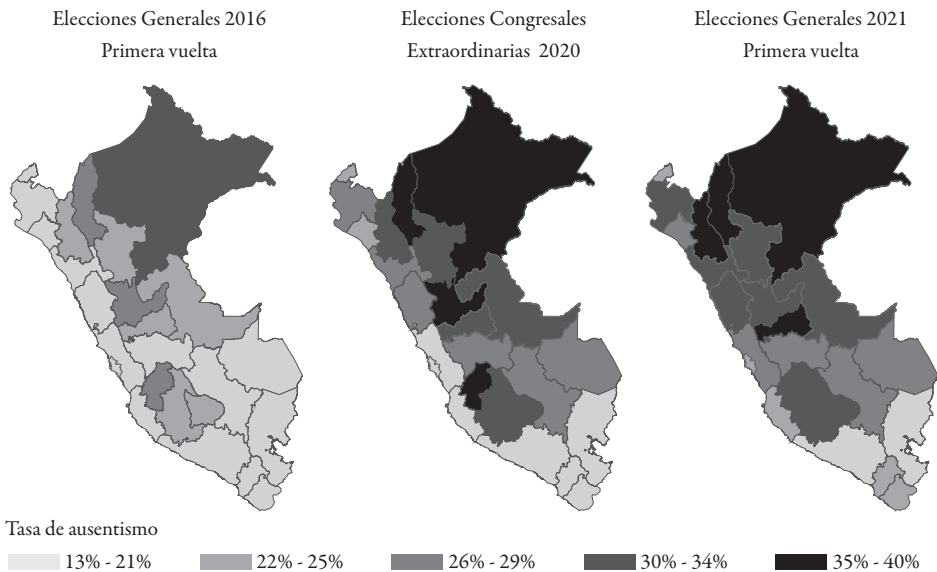 Elecciones Generales 2016
Primera vuelta
Elecciones Congresales
Extraordinarias 2020
Elecciones Generales 2021
Primera vuelta
Tasa de ausentismo
13% - 21%
22% - 25%
26% - 29%
30% - 34%
35% - 40%